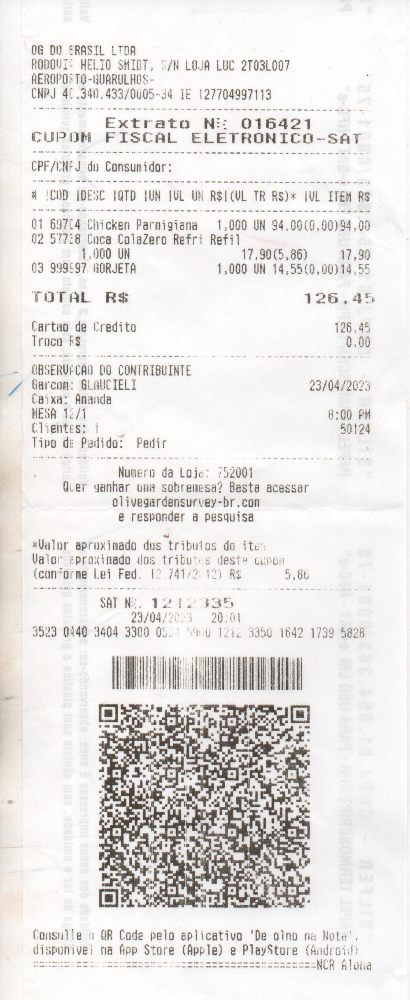 OG DO BRASIL LTDA
RODOVIA HELIO SMIDT, S/N LOJA LUC 2T03L007
AEROPORTO-GUARULHOS-
CNPJ 40.340.433/0005-34 IE 127704997113
Extrato N 016421
CUPOM FISCAL ELETRONICO-SAT
CPF/CNPJ do Consumidor:
# |COD |DESC |QTD |UN |VL UN R$|(VL TR R$)* |VL ITEM R$
01 69704 Chicken Parmigiana 1,000 UN 94,00(0,00)94,00
02 57738 Coca ColaZero Refri Refil
1,000 UN 17,90(5,86) 17,90
03 999997 GORJETA 1,000 UN 14,55(0,00)14,55
TOTAL R$ 126,45
Cartao de Credito 126,45
Troco R$ 0,00
OBSERVACAO DO CONTRIBUINTE
Garcom: GLAUCIELI 23/04/2023
Caixa: Amanda
MESA 12/1 8:00 PM
Clientes: 1 50124
Tipo de Pedido: Pedir
Numero da Loja: 752001
Quer ganhar uma sobremesa? Basta acessar
olivegardensurvey-br.com
e responder a pesquisa
*Valor aproximado dos tributos do item
Valor aproximado dos tributos deste cupom
(conforme Lei Fed. 12.741/2012) R$ 5,86
SAT N. 1212335
23/04/2023 - 20:01
3523 0440 3404 3300 0534 5900 1212 3350 1642 1739 5828
Consulte o QR Code pelo aplicativo 'De olho na Nota',
disponivel na App Store (Apple) e PlayStore (Android)
NCR Aloha